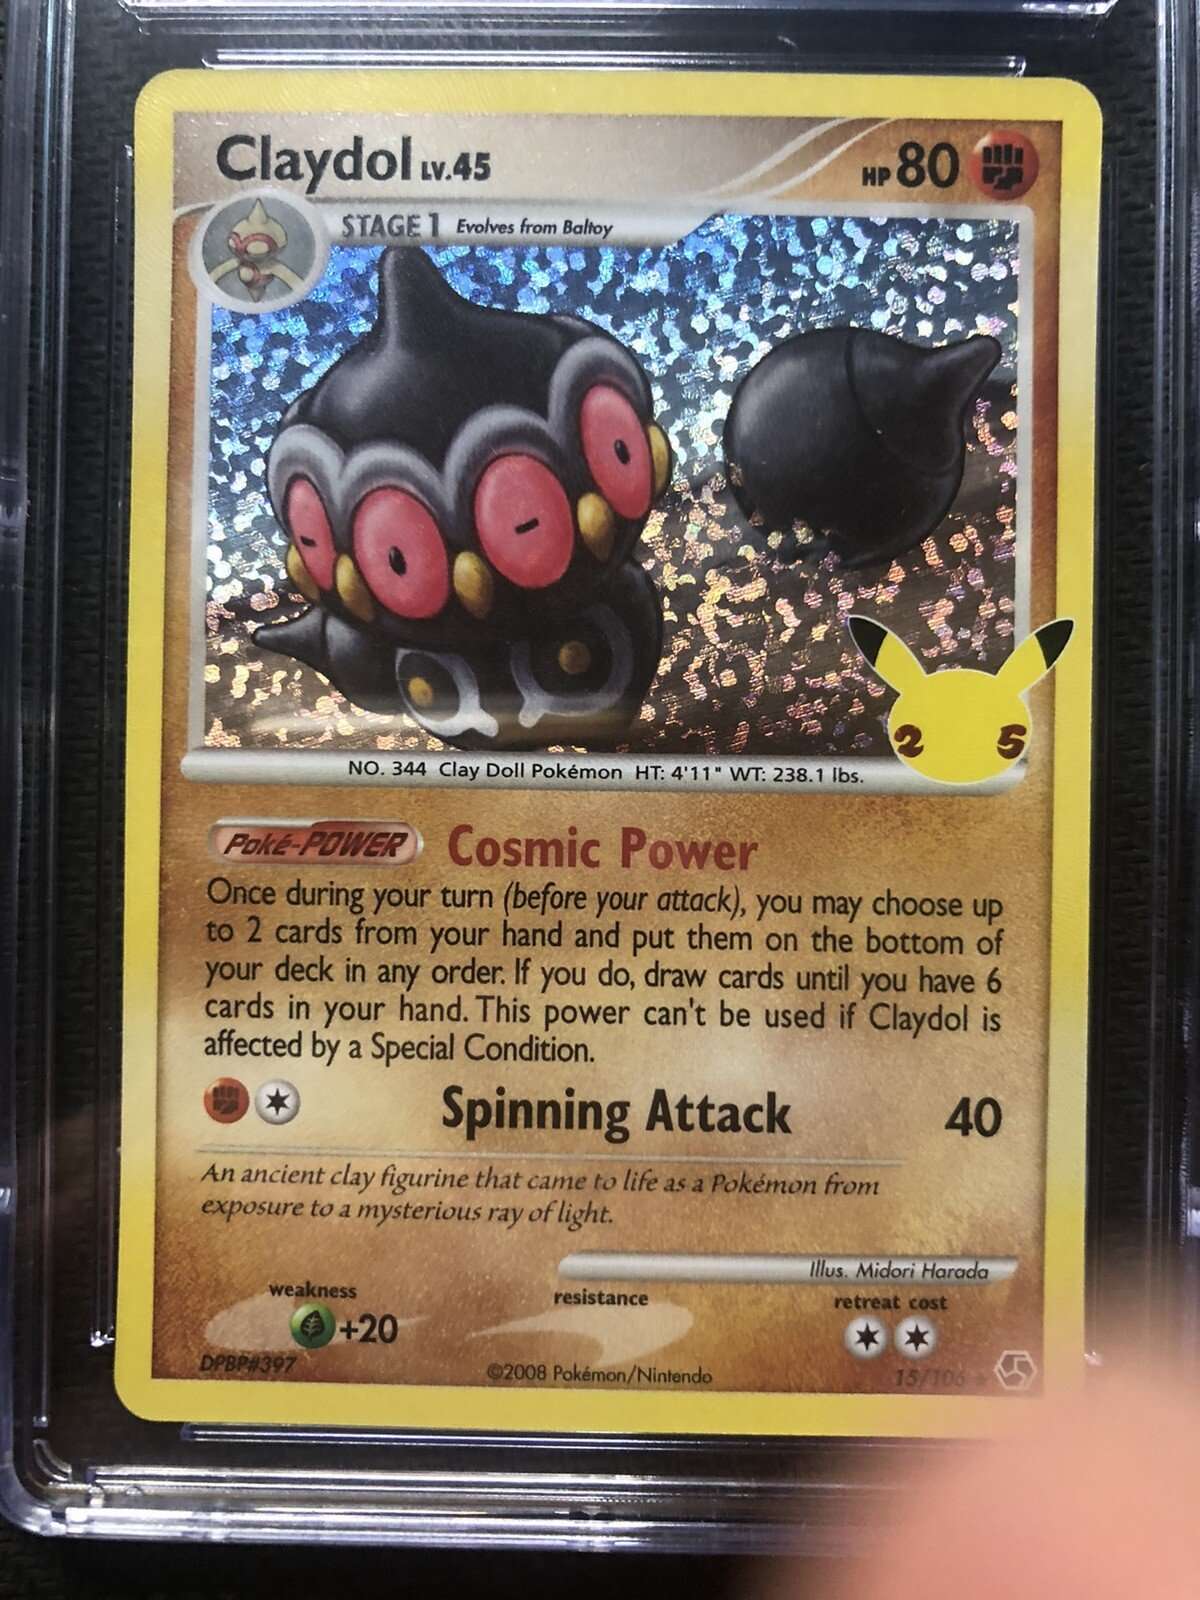 Claydol LV.45 HP 80
STAGE 1 Evolves from Baltoy
25
NO. 344 Clay Doll Pokémon HT: 4'11" WT: 238.1 lbs.
Poké-POWER Cosmic Power
Once during your turn (before your attack), you may choose up
to 2 cards from your hand and put them on the bottom of
your deck in any order. If you do, draw cards until you have 6
cards in your hand. This power can't be used if Claydol is
affected by a Special Condition.
Spinning Attack 40
An ancient clay figurine that came to life as a Pokémon from
exposure to a mysterious ray of light.
Illus. Midori Harada
weakness resistance retreat cost
+20
DPBP#397 ©2008 Pokémon/Nintendo 15/106 ★